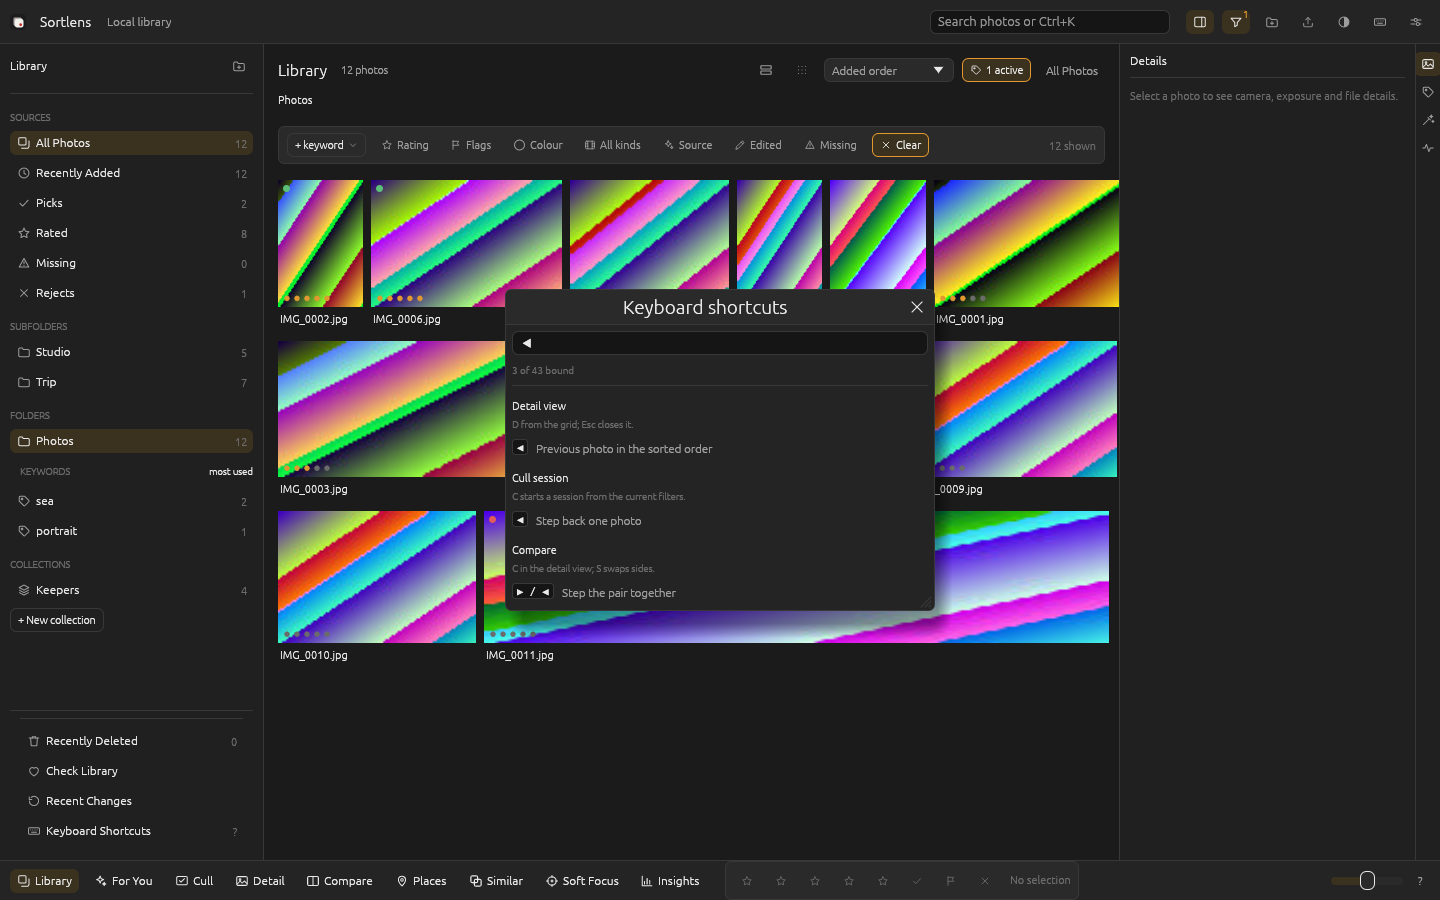 Sortlens Local library
Search photos or Ctrl+K
Library
SOURCES
All Photos 12
Recently Added 12
Picks 2
Rated 8
Missing 0
Rejects 1
SUBFOLDERS
Studio 5
Trip 7
FOLDERS
Photos 12
KEYWORDS most used
sea 2
portrait 1
COLLECTIONS
Keepers 4
+ New collection
Recently Deleted 0
Check Library
Recent Changes
Keyboard Shortcuts ?
Library 12 photos
Added order
1 active
All Photos
Photos
+ keyword
Rating
Flags
Colour
All kinds
Source
Edited
Missing
Clear
12 shown
IMG_0002.jpg
IMG_0006.jpg
IMG_0001.jpg
IMG_0003.jpg
_0009.jpg
IMG_0010.jpg
IMG_0011.jpg
Keyboard shortcuts
◀
3 of 43 bound
Detail view
D from the grid; Esc closes it.
◀ Previous photo in the sorted order
Cull session
C starts a session from the current filters.
◀ Step back one photo
Compare
C in the detail view; S swaps sides.
▶ / ◀ Step the pair together
Details
Select a photo to see camera, exposure and file details.
Library
For You
Cull
Detail
Compare
Places
Similar
Soft Focus
Insights
No selection
?